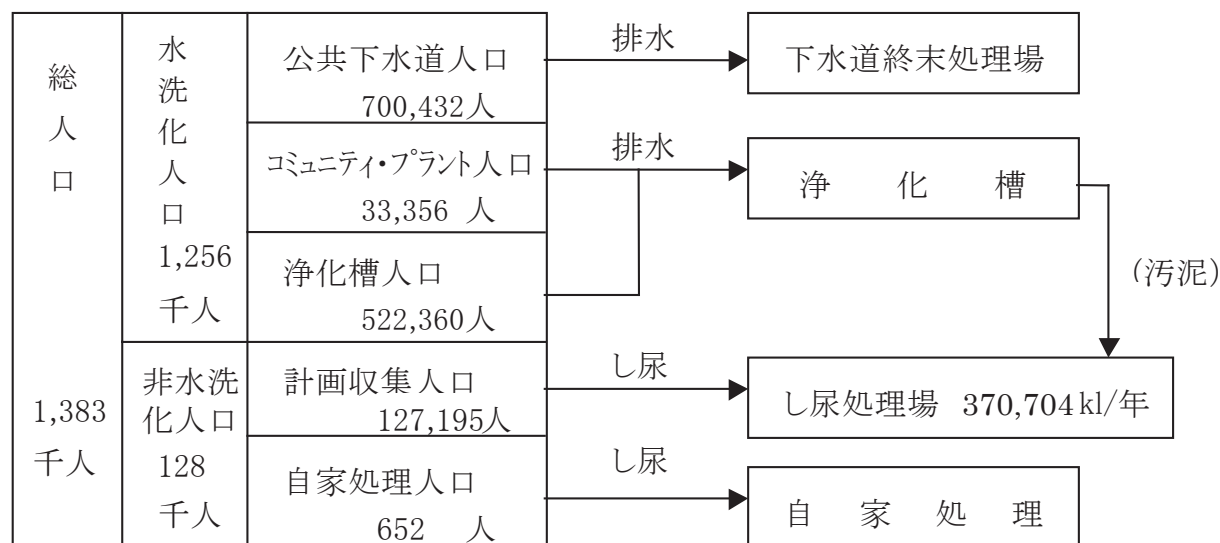 総人口
1,383
千人
水洗化人口
1,256
千人
非水洗
化人口
128
千人
公共下水道人口
700,432人
コミュニティ・プラント人口
33,356 人
浄化槽人口
522,360人
計画収集人口
127,195人
自家処理人口
652 人
排水
排水
し尿
し尿
下水道終末処理場
浄 化 槽
(汚泥)
し尿処理場 370,704kl/年
自 家 処 理